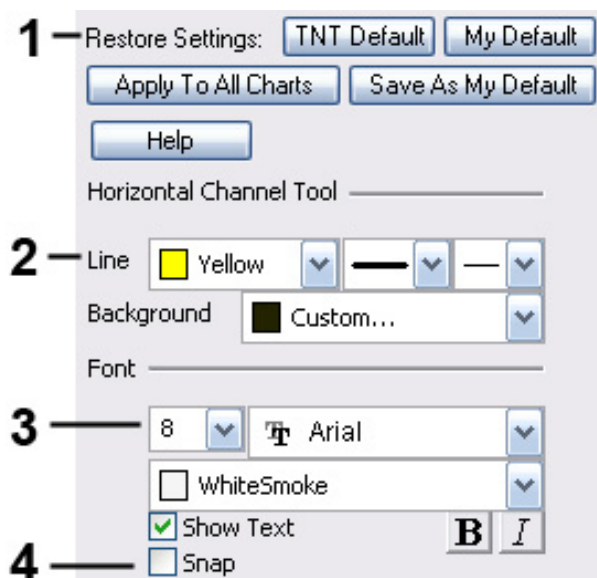 1 Restore Settings: TNT Default My Default
Apply To All Charts Save As My Default
Help
Horizontal Channel Tool
2 Line Yellow
Background Custom...
Font
3 8 Arial
WhiteSmoke
Show Text B I
4 Snap